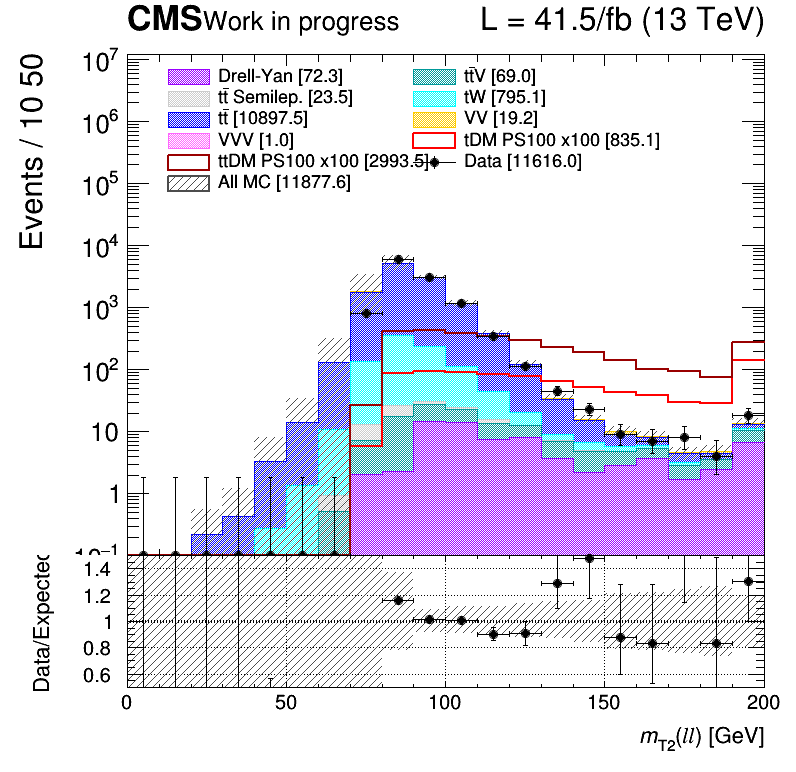 CMS Work in progress L = 41.5/fb (13 TeV)
Events / 10 50
Drell-Yan [72.3] tt̄V [69.0]
tt̄ Semilep. [23.5] tW [795.1]
tt̄ [10897.5] VV [19.2]
VVV [1.0] tDM PS100 x100 [835.1]
ttDM PS100 x100 [2993.5] Data [11616.0]
All MC [11877.6]
10⁷
10⁶
10⁵
10⁴
10³
10²
10
1
10⁻¹
Data/Expected
1.4
1.2
1
0.8
0.6
0 50 100 150 200
m_T2(ll) [GeV]